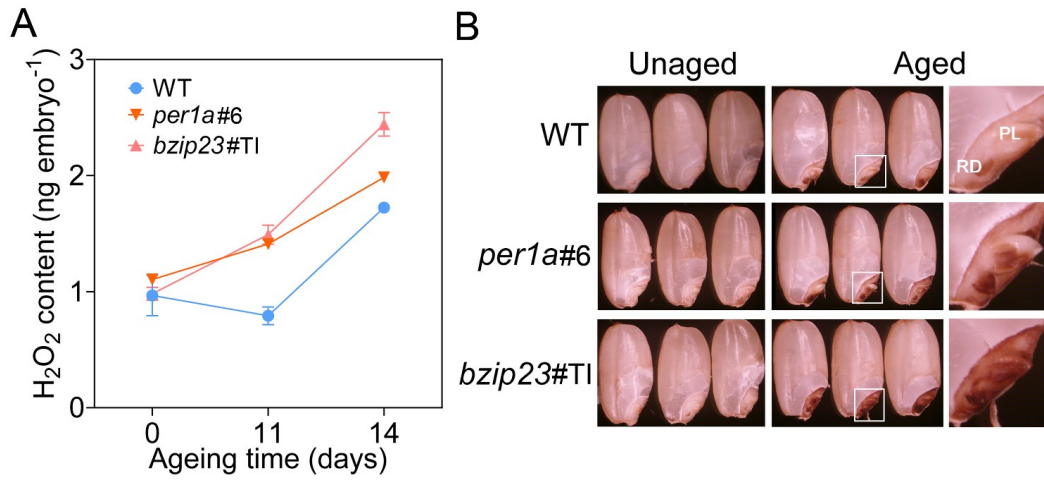 A
H₂O₂ content (ng embryo⁻¹)
3
2
1
0
WT
per1a#6
bzip23#TI
0 11 14
Ageing time (days)
B
Unaged Aged
WT
PL
RD
per1a#6
bzip23#TI